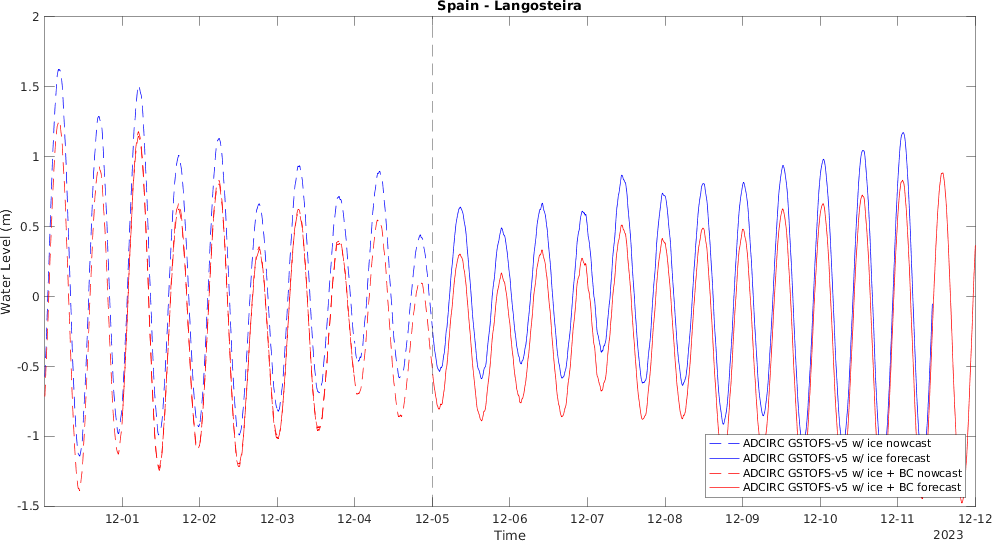 Spain - Langosteira
2
1.5
1
0.5
0
-0.5
-1
-1.5
Water Level (m)
ADCIRC GSTOFS-v5 w/ ice nowcast
ADCIRC GSTOFS-v5 w/ ice forecast
ADCIRC GSTOFS-v5 w/ ice + BC nowcast
ADCIRC GSTOFS-v5 w/ ice + BC forecast
12-01 12-02 12-03 12-04 12-05 12-06 12-07 12-08 12-09 12-10 12-11 12-12
Time
2023